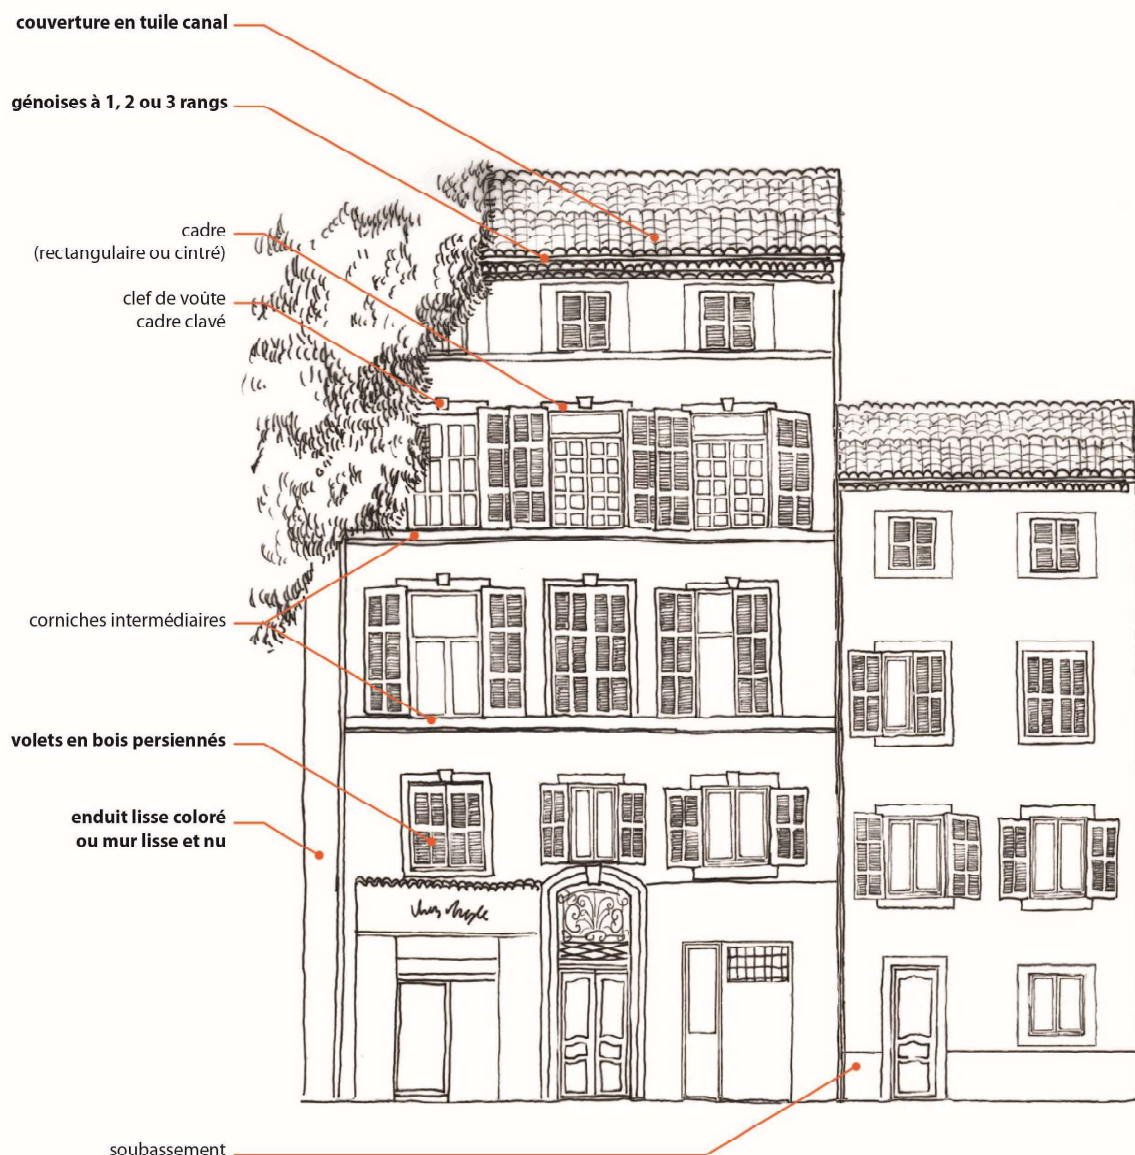 couverture en tuile canal
génoises à 1, 2 ou 3 rangs
cadre
(rectangulaire ou cintré)
clef de voûte
cadre clavé
corniches intermédiaires
volets en bois persiennés
enduit lisse coloré
ou mur lisse et nu
soubassement